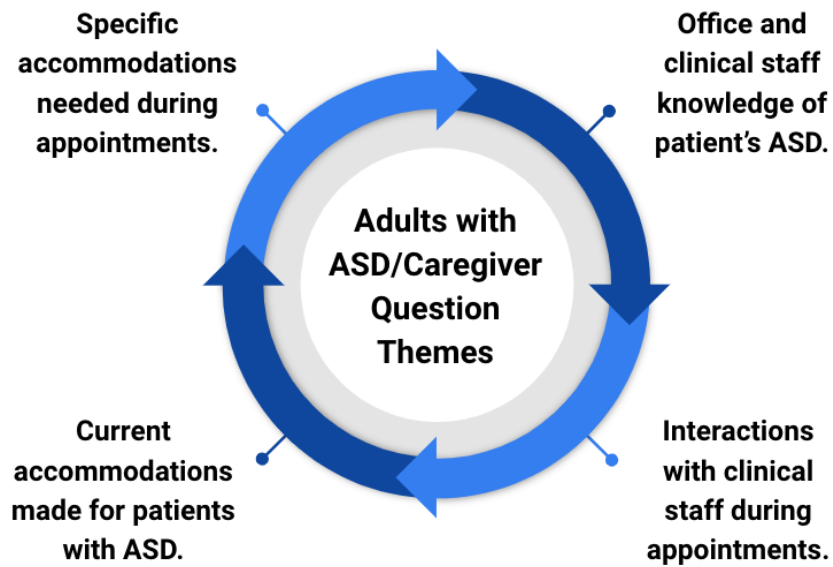 Specific
accommodations
needed during
appointments.
Office and
clinical staff
knowledge of
patient's ASD.
Adults with
ASD/Caregiver
Question
Themes
Current
accommodations
made for patients
with ASD.
Interactions
with clinical
staff during
appointments.